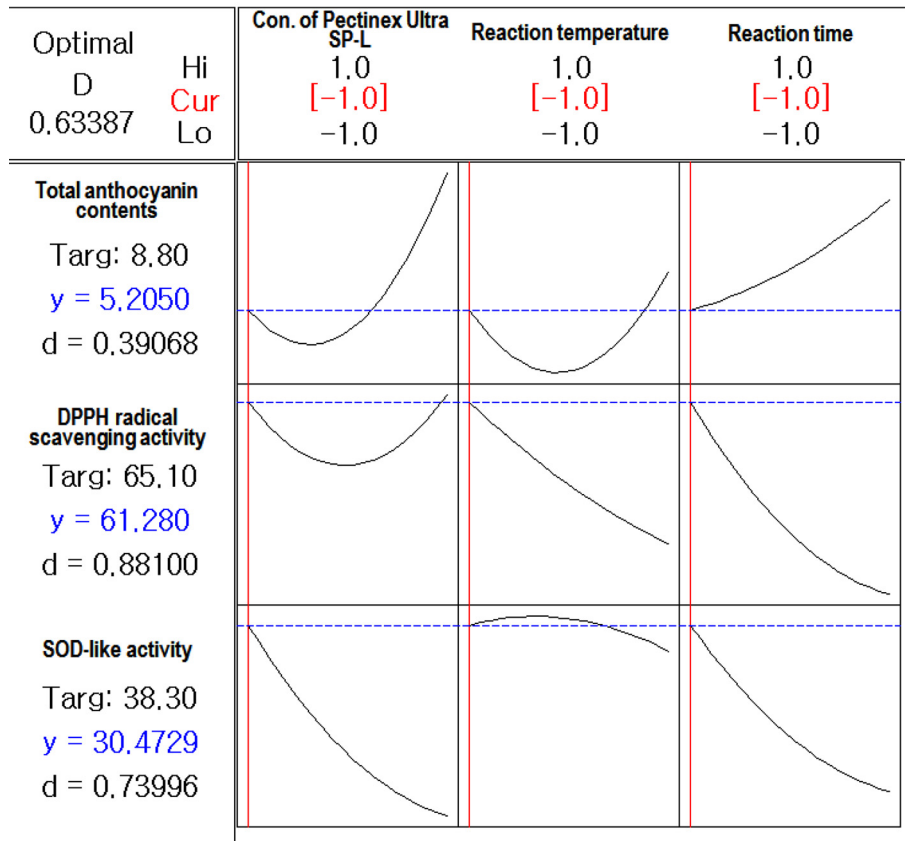 Optimal
D
0.63387
Hi
Cur
Lo
Con. of Pectinex Ultra
SP-L
1.0
[-1.0]
-1.0
Reaction temperature
1.0
[-1.0]
-1.0
Reaction time
1.0
[-1.0]
-1.0
Total anthocyanin
contents
Targ: 8.80
y = 5.2050
d = 0.39068
DPPH radical
scavenging activity
Targ: 65.10
y = 61.280
d = 0.88100
SOD-like activity
Targ: 38.30
y = 30.4729
d = 0.73996